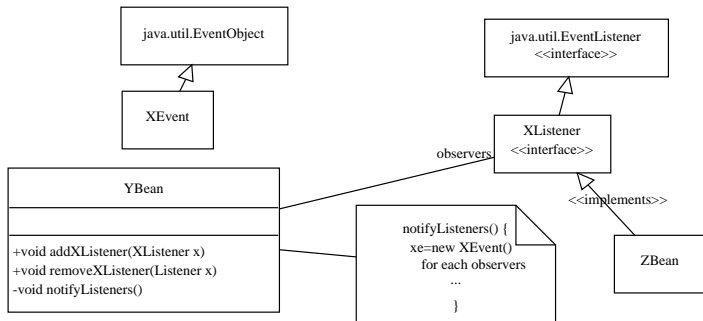 java.util.EventObject
java.util.EventListener
<<interface>>
XEvent
XListener
<<interface>>
observers
YBean
<<implements>>
+void addXListener(XListener x)
+void removeXListener(Listener x)
-void notifyListeners()
notifyListeners() {
xe=new XEvent()
for each observers
...
}
ZBean